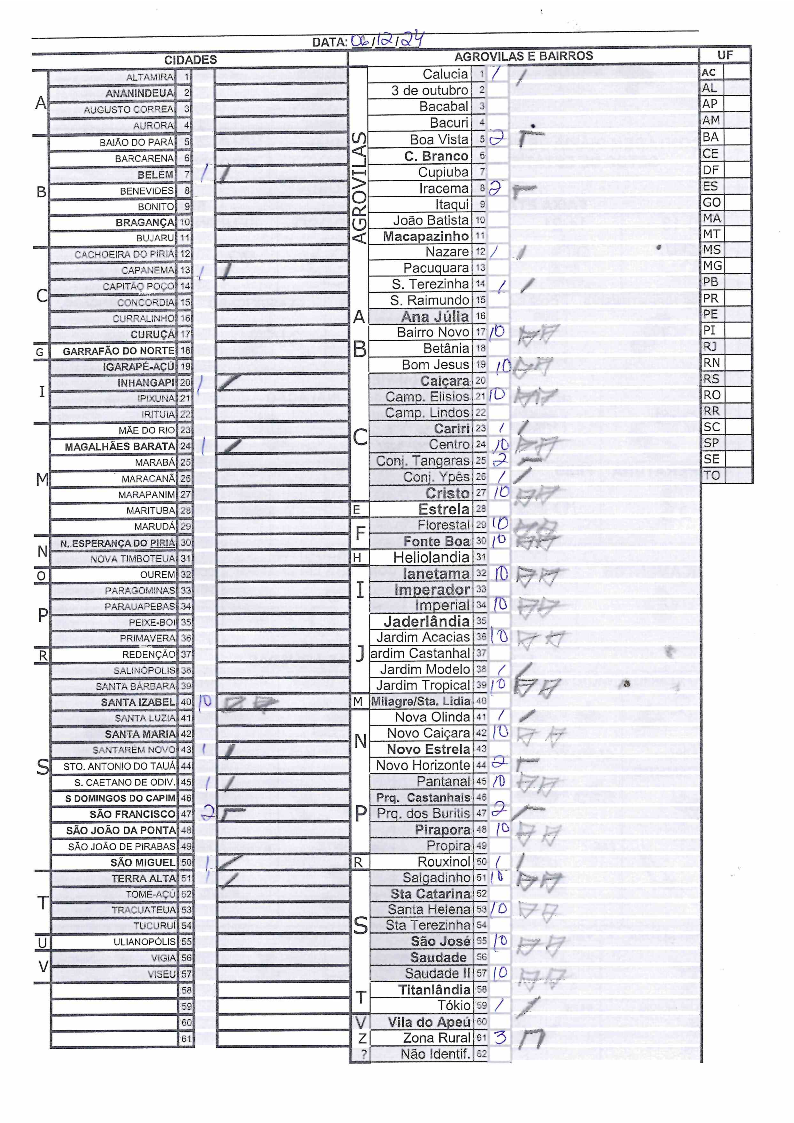 DATA: 06/12/24
CIDADES
A
ALTAMIRA 1
ANANINDEUA 2
AUGUSTO CORREA 3
AURORA 4
B
BAIÃO DO PARÁ 5
BARCARENA 6
BELÉM 7 1
BENEVIDES 8
BONITO 9
BRAGANÇA 10
BUJARU 11
C
CACHOEIRA DO PIRIÁ 12
CAPANEMA 13 1
CAPITÃO POÇO 14
CONCORDIA 15
CURRALINHO 16
CURUÇÁ 17
G GARRAFÃO DO NORTE 18
I
IGARAPÉ-AÇÚ 19
INHANGAPI 20 1
IPIXUNA 21
IRITUIA 22
M
MÃE DO RIO 23
MAGALHÃES BARATA 24 1
MARABÁ 25
MARACANÃ 26
MARAPANIM 27
MARITUBA 28
MARUDÁ 29
N
N. ESPERANÇA DO PIRIÁ 30
NOVA TIMBOTEUA 31
O OUREM 32
P
PARAGOMINAS 33
PARAUAPEBAS 34
PEIXE-BOI 35
PRIMAVERA 36
R REDENÇÃO 37
S
SALINÓPOLIS 38
SANTA BÁRBARA 39
SANTA IZABEL 40 10
SANTA LUZIA 41
SANTA MARIA 42
SANTARÉM NOVO 43 1
STO. ANTONIO DO TAUÁ 44
S. CAETANO DE ODIV. 45 1
S DOMINGOS DO CAPIM 46
SÃO FRANCISCO 47 2
SÃO JOÃO DA PONTA 48
SÃO JOÃO DE PIRABAS 49
SÃO MIGUEL 50 1
T
TERRA ALTA 51 1
TOME-AÇÚ 52
TRACUATEUA 53
TUCURUI 54
U ULIANOPÓLIS 55
V
VIGIA 56
VISEU 57
58
59
60
61
AGROVILAS E BAIRROS
AGROVILAS
Calucia 1 1
3 de outubro 2
Bacabal 3
Bacuri 4
Boa Vista 5 2
C. Branco 6
Cupiuba 7
Iracema 8 2
Itaqui 9
João Batista 10
Macapazinho 11
Nazare 12 1
Pacuquara 13
S. Terezinha 14 1
S. Raimundo 15
A Ana Júlia 16
B
Bairro Novo 17 10
Betânia 18
Bom Jesus 19 10
C
Caiçara 20
Camp. Elisios 21 10
Camp. Lindos 22
Cariri 23 1
Centro 24 10
Conj. Tangaras 25 2
Conj. Ypês 26 1
Cristo 27 10
E Estrela 28
F
Florestal 29 10
Fonte Boa 30 10
H Heliolandia 31
I
Ianetama 32 10
Imperador 33
Imperial 34 10
J
Jaderlândia 35
Jardim Acacias 36 10
ardim Castanhal 37
Jardim Modelo 38 1
Jardim Tropical 39 10
M Milagre/Sta. Lidia 40
N
Nova Olinda 41 1
Novo Caiçara 42 10
Novo Estrela 43
Novo Horizonte 44 2
P
Pantanal 45 10
Prq. Castanhais 46
Prq. dos Buritis 47 2
Pirapora 48 10
Propira 49
R Rouxinol 50 1
S
Salgadinho 51 10
Sta Catarina 52
Santa Helena 53 10
Sta Terezinha 54
São José 55 10
Saudade 56
Saudade II 57 10
T
Titanlândia 58
Tókio 59 1
V Vila do Apeú 60
Z Zona Rural 61 3
? Não Identif. 62
UF
AC
AL
AP
AM
BA
CE
DF
ES
GO
MA
MT
MS
MG
PB
PR
PE
PI
RJ
RN
RS
RO
RR
SC
SP
SE
TO